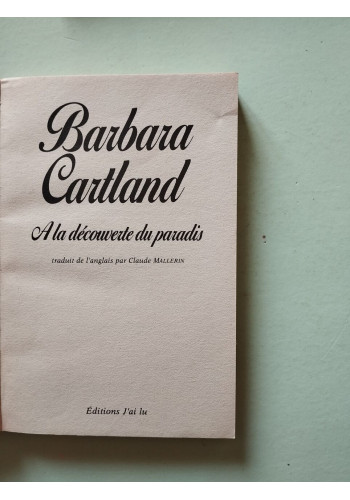 Barbara
Cartland
A la découverte du paradis
traduit de l'anglais par Claude MALLERIN
Éditions J'ai lu